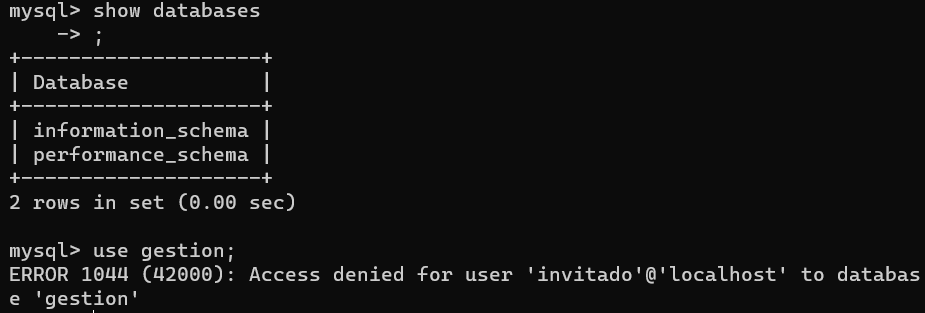 mysql> show databases
    -> ;
+--------------------+
| Database           |
+--------------------+
| information_schema |
| performance_schema |
+--------------------+
2 rows in set (0.00 sec)

mysql> use gestion;
ERROR 1044 (42000): Access denied for user 'invitado'@'localhost' to databas
e 'gestion'